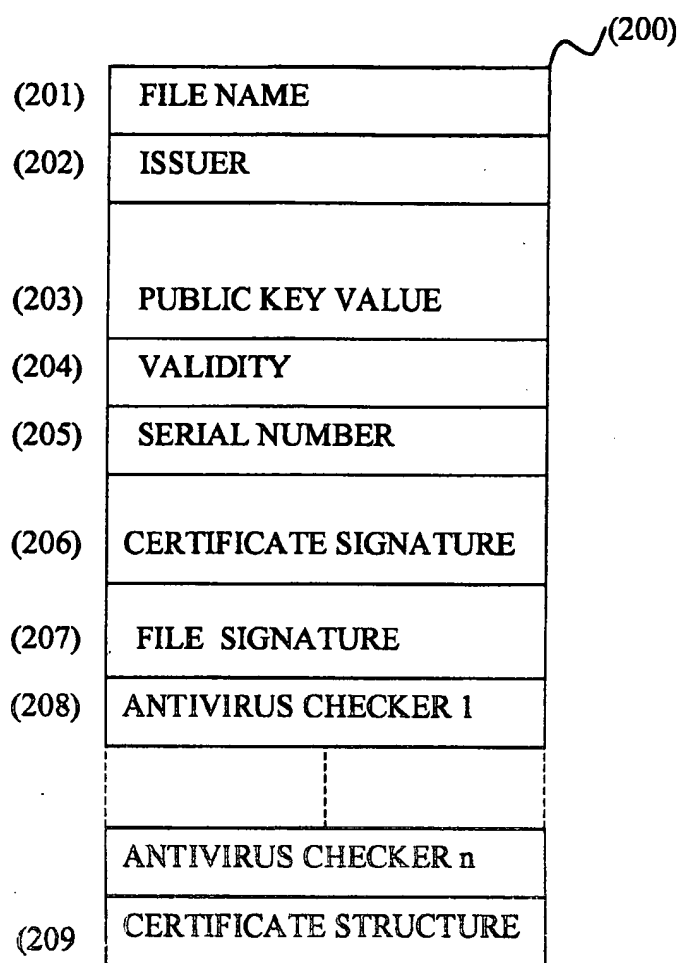 (200)
(201) FILE NAME
(202) ISSUER
(203) PUBLIC KEY VALUE
(204) VALIDITY
(205) SERIAL NUMBER
(206) CERTIFICATE SIGNATURE
(207) FILE SIGNATURE
(208) ANTIVIRUS CHECKER 1
ANTIVIRUS CHECKER n
(209 CERTIFICATE STRUCTURE